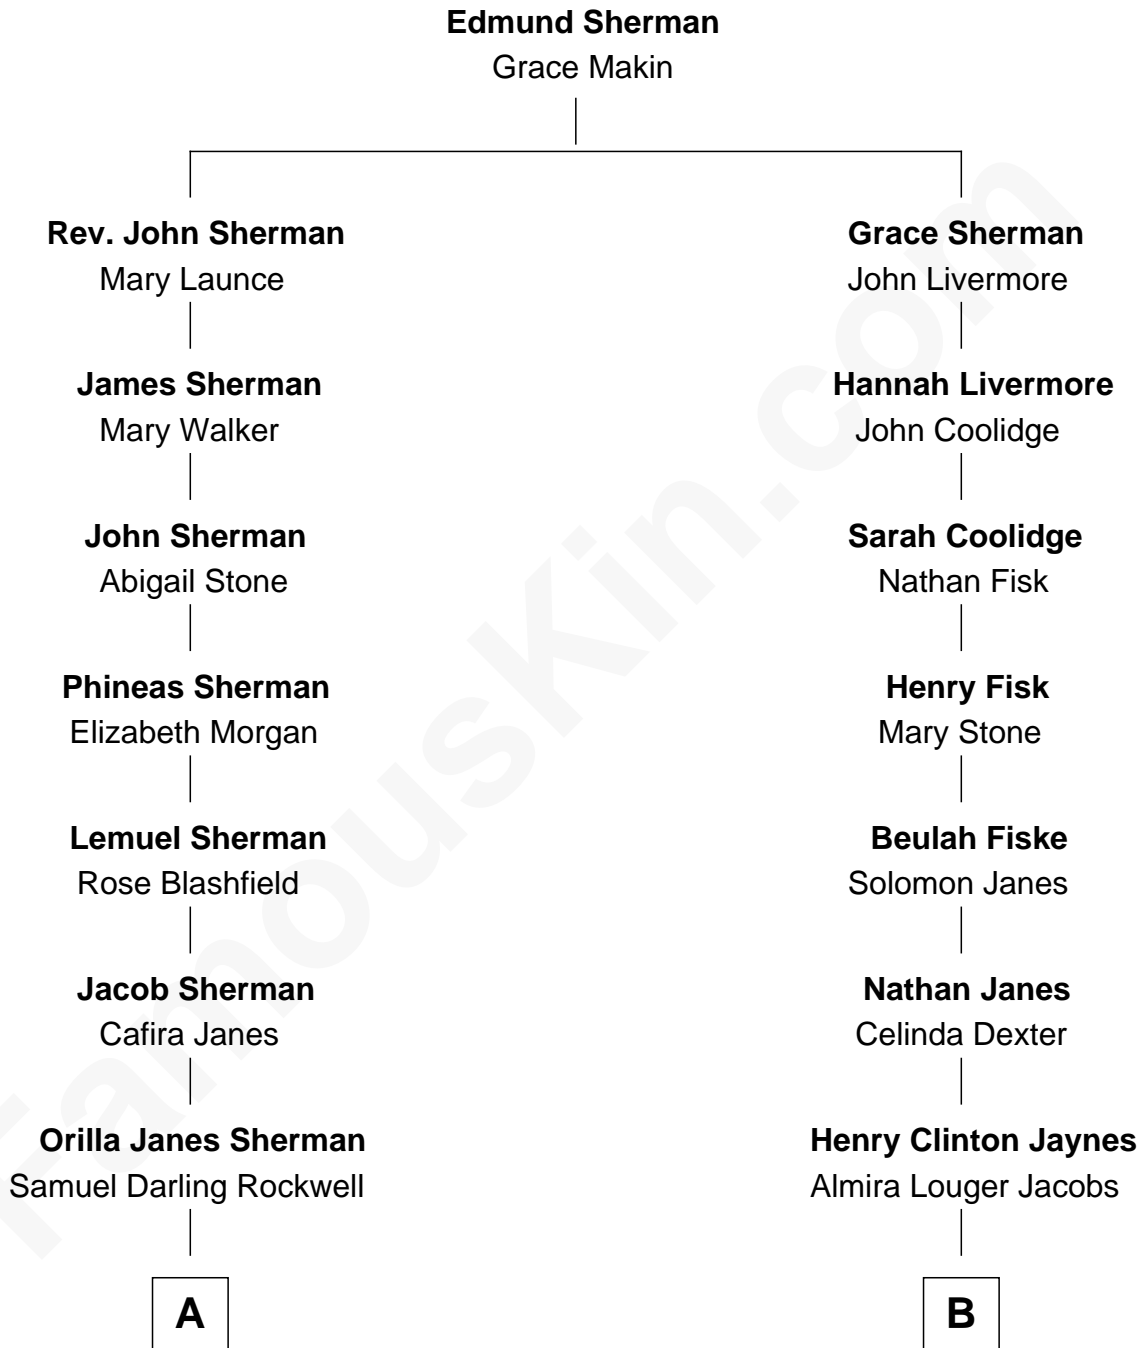 Edmund Sherman
Grace Makin
Rev. John Sherman
Mary Launce
Grace Sherman
John Livermore
James Sherman
Mary Walker
Hannah Livermore
John Coolidge
John Sherman
Abigail Stone
Sarah Coolidge
Nathan Fisk
Phineas Sherman
Elizabeth Morgan
Henry Fisk
Mary Stone
Lemuel Sherman
Rose Blashfield
Beulah Fiske
Solomon Janes
Jacob Sherman
Cafira Janes
Nathan Janes
Celinda Dexter
Orilla Janes Sherman
Samuel Darling Rockwell
Henry Clinton Jaynes
Almira Louger Jacobs
A
B
FamousKin.com